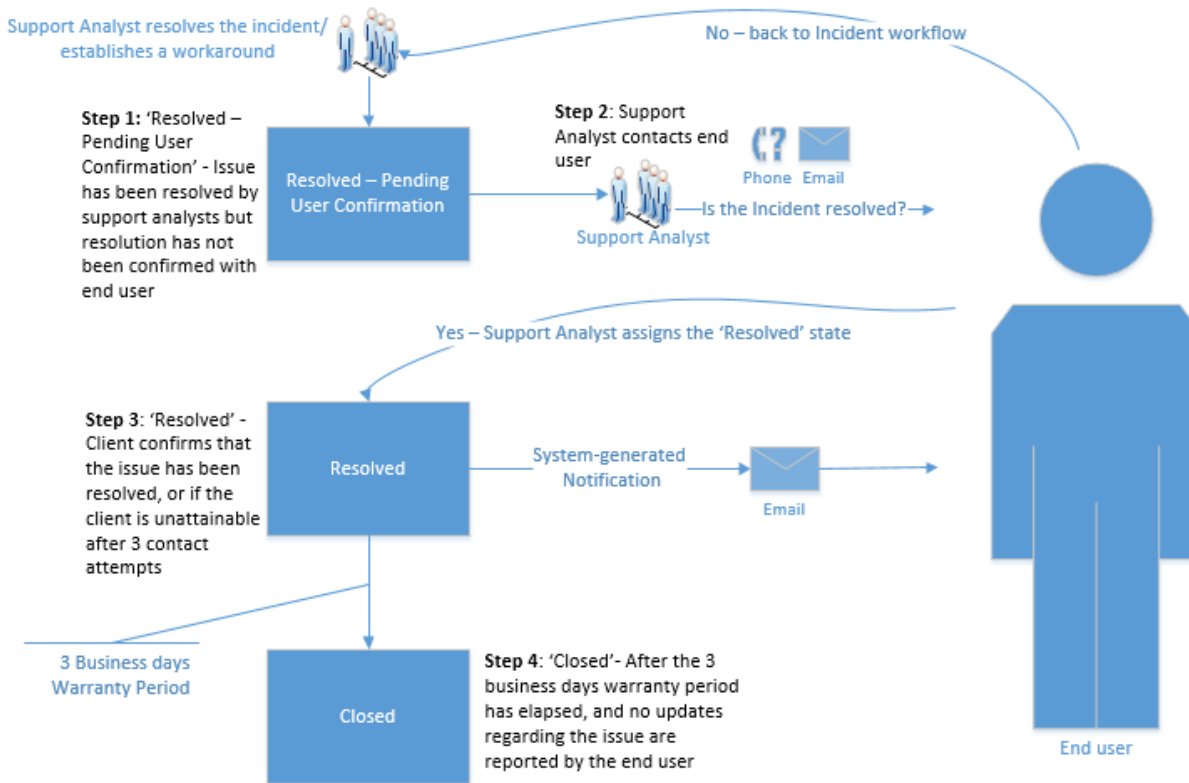 Support Analyst resolves the incident/
establishes a workaround
No – back to Incident workflow
Step 1: ‘Resolved –
Pending User
Confirmation’ - Issue
has been resolved by
support analysts but
resolution has not
been confirmed with
end user
Resolved – Pending
User Confirmation
Step 2: Support
Analyst contacts end
user
Phone
Email
Is the Incident resolved?
Support Analyst
Yes – Support Analyst assigns the ‘Resolved’ state
Step 3: ‘Resolved’ -
Client confirms that
the issue has been
resolved, or if the
client is unattainable
after 3 contact
attempts
Resolved
System-generated
Notification
Email
3 Business days
Warranty Period
Closed
Step 4: ‘Closed’- After the 3
business days warranty period
has elapsed, and no updates
regarding the issue are
reported by the end user
End user